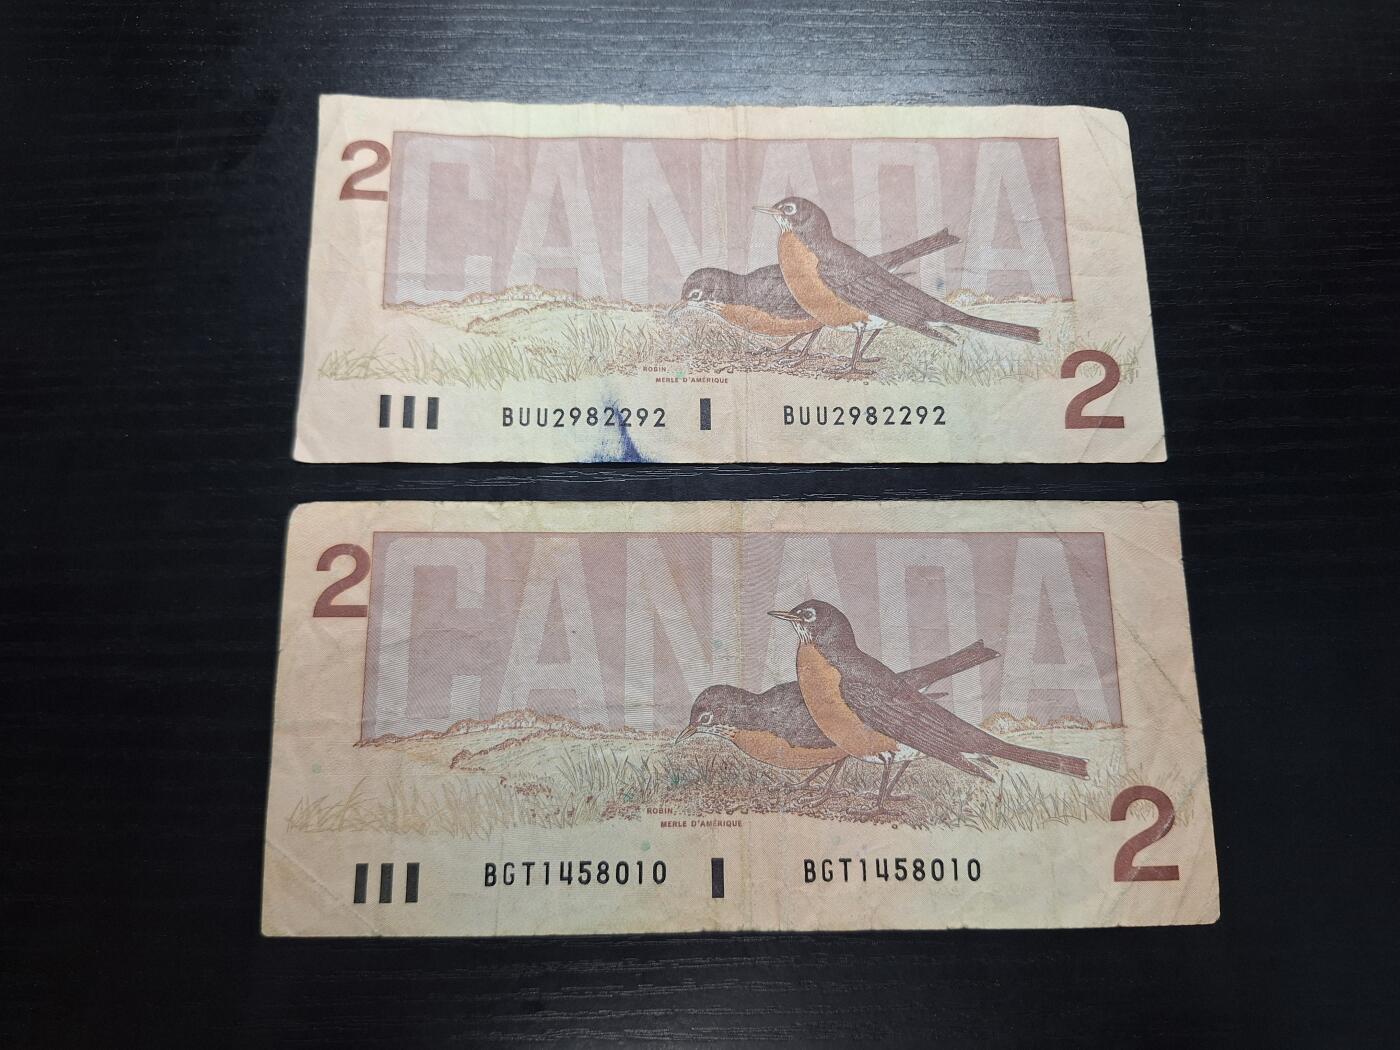 2
CANADA
ROBIN
MERLE D'AMÉRIQUE
BUU2982292 BUU2982292
2
2
CANADA
ROBIN
MERLE D'AMÉRIQUE
BGT1458010 BGT1458010
2